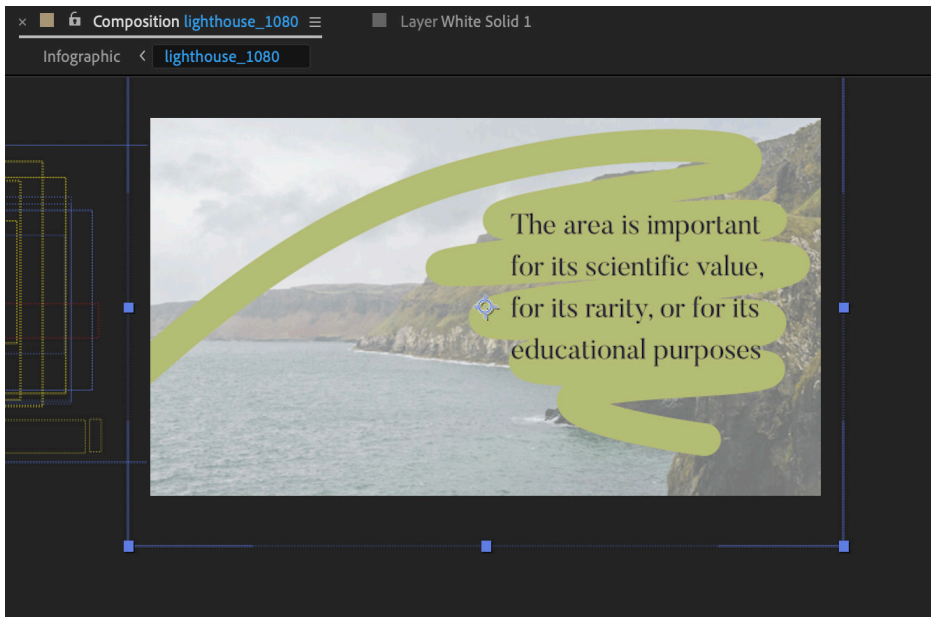 × Composition lighthouse_1080 ≡ Layer White Solid 1
Infographic < lighthouse_1080
The area is important
for its scientific value,
for its rarity, or for its
educational purposes